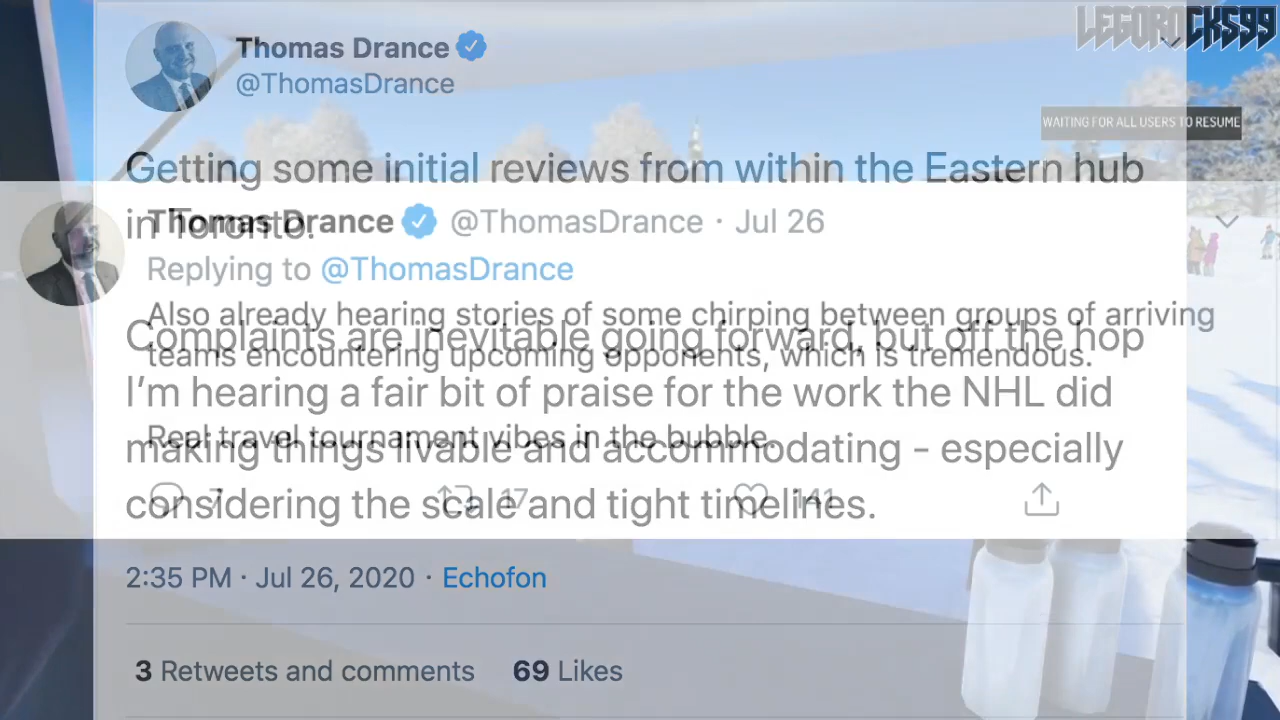 LEGOROCKS99
WAITING FOR ALL USERS TO RESUME
Thomas Drance
@ThomasDrance
Getting some initial reviews from within the Eastern hub
in Toronto.
Complaints are inevitable going forward, but off the hop
I’m hearing a fair bit of praise for the work the NHL did
making things livable and accommodating - especially
considering the scale and tight timelines.
2:35 PM · Jul 26, 2020 · Echofon
3 Retweets and comments 69 Likes
Thomas Drance @ThomasDrance · Jul 26
Replying to @ThomasDrance
Also already hearing stories of some chirping between groups of arriving
teams encountering upcoming opponents, which is tremendous.
Repl travel tournament vibes in the bubble.
7 17 141